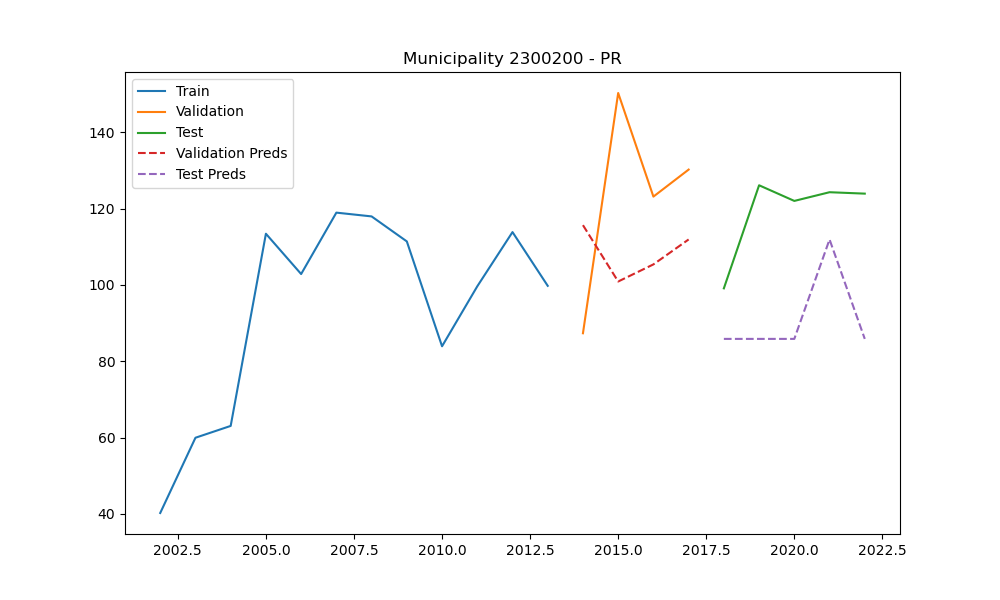 Municipality 2300200 - PR
Train
Validation
Test
Validation Preds
Test Preds
140
120
100
80
60
40
2002.5 2005.0 2007.5 2010.0 2012.5 2015.0 2017.5 2020.0 2022.5